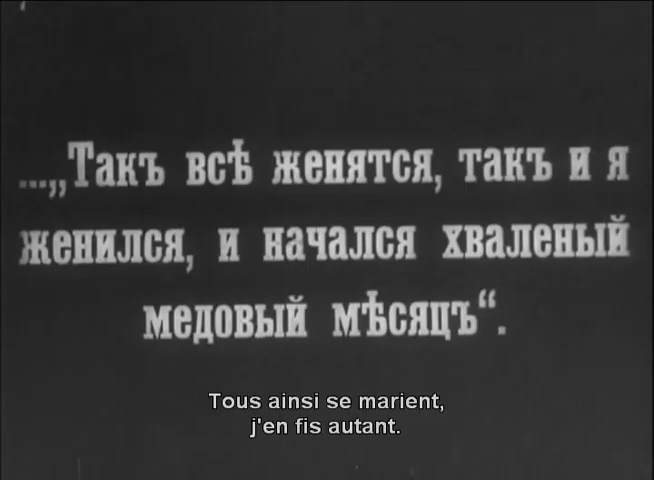 ...„Такъ всѣ женятся, такъ и я
женился, и начался хваленый
медовый мѣсяцъ“.
Tous ainsi se marient,
j'en fis autant.